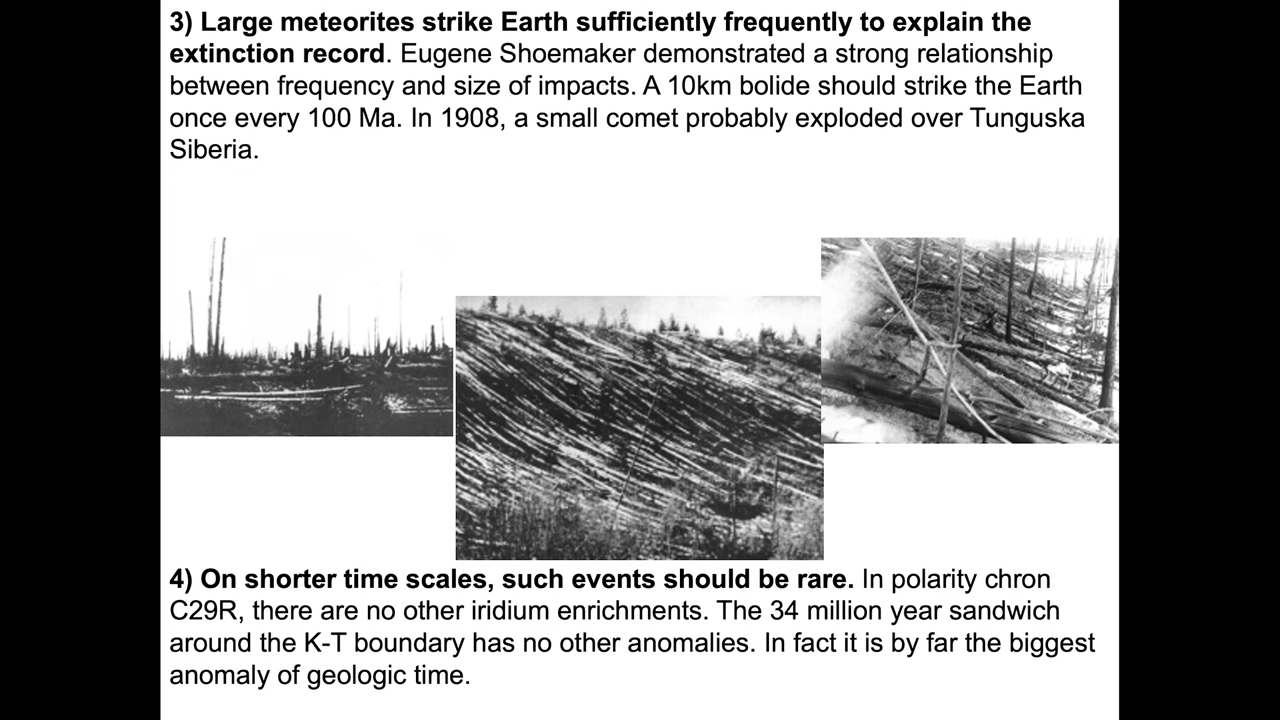 3) Large meteorites strike Earth sufficiently frequently to explain the
extinction record. Eugene Shoemaker demonstrated a strong relationship
between frequency and size of impacts. A 10km bolide should strike the Earth
once every 100 Ma. In 1908, a small comet probably exploded over Tunguska
Siberia.
4) On shorter time scales, such events should be rare. In polarity chron
C29R, there are no other iridium enrichments. The 34 million year sandwich
around the K-T boundary has no other anomalies. In fact it is by far the biggest
anomaly of geologic time.